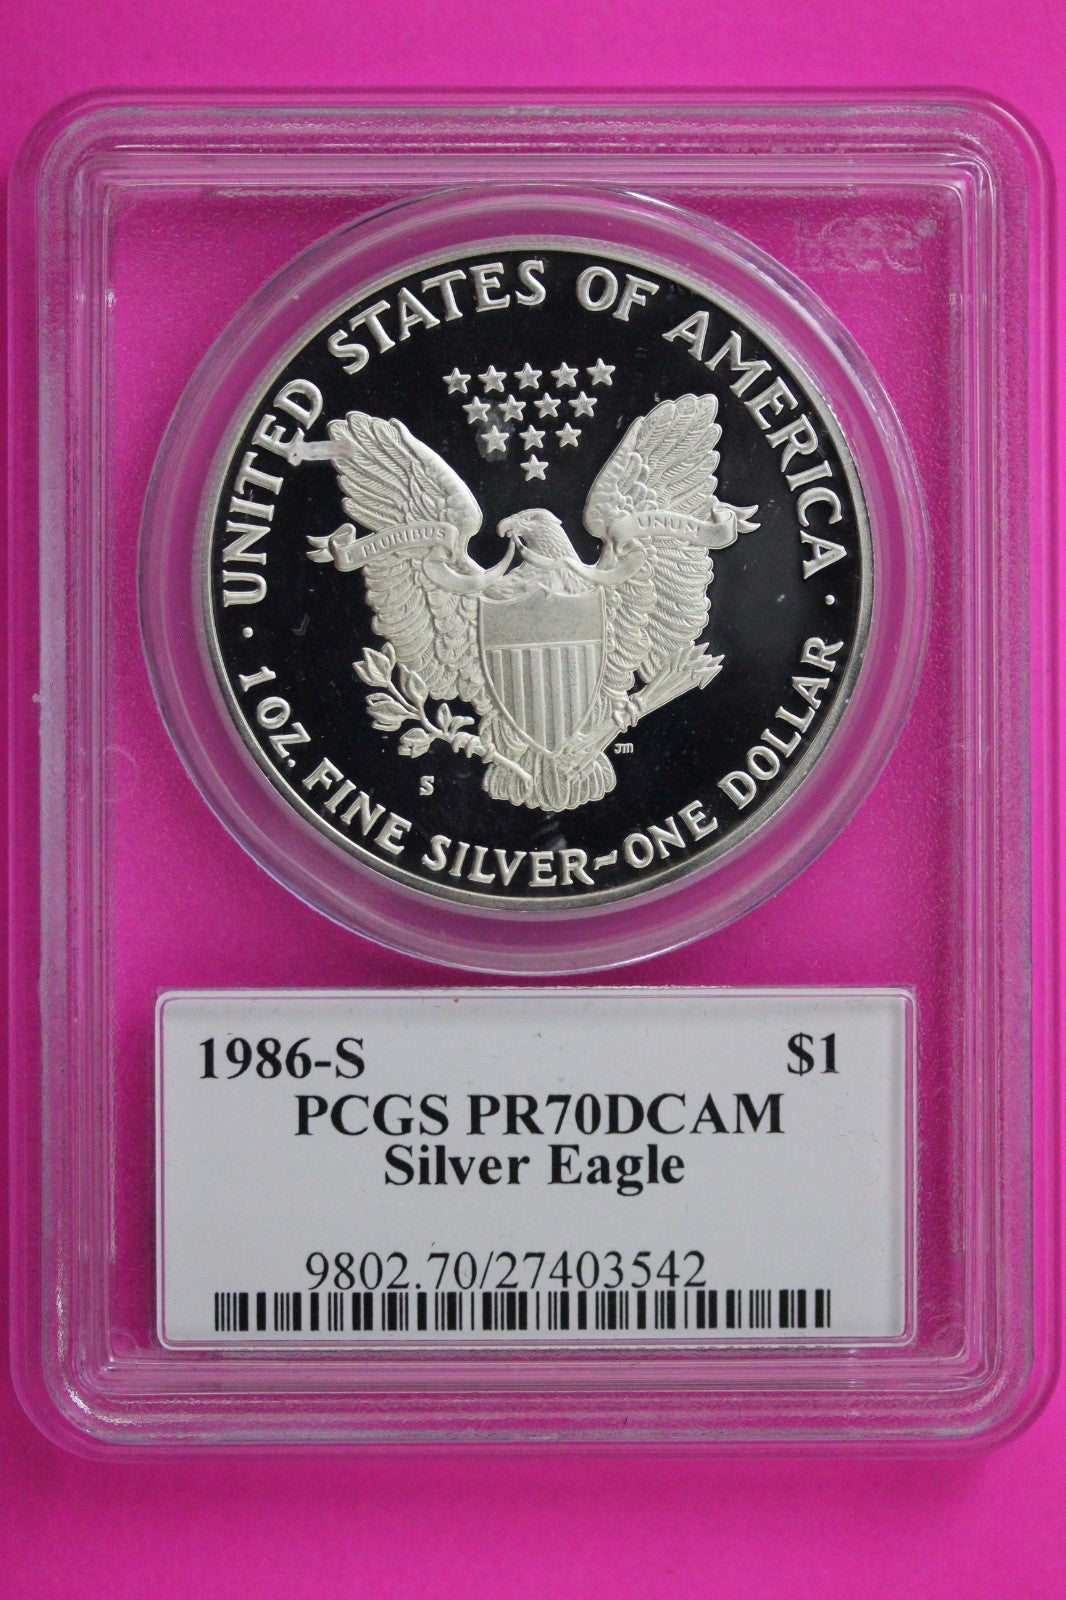 UNITED STATES OF AMERICA
E PLURIBUS UNUM
S
JM
1 OZ. FINE SILVER~ONE DOLLAR
1986-S $1
PCGS PR70DCAM
Silver Eagle
9802.70/27403542